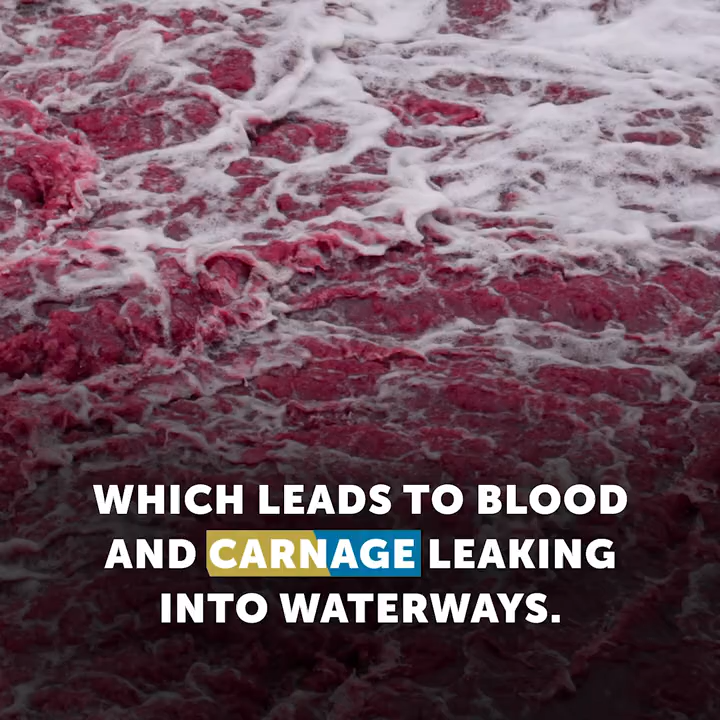 WHICH LEADS TO BLOOD
AND CARNAGE LEAKING
INTO WATERWAYS.